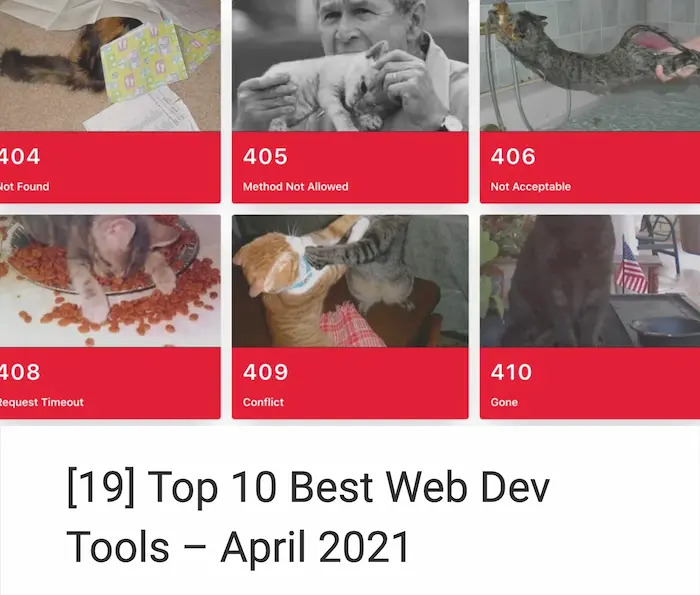 404
405
406
Not Found
Method Not Allowed
Not Acceptable
408
409
410
Request Timeout
Conflict
Gone
[19] Top 10 Best Web Dev
Tools – April 2021